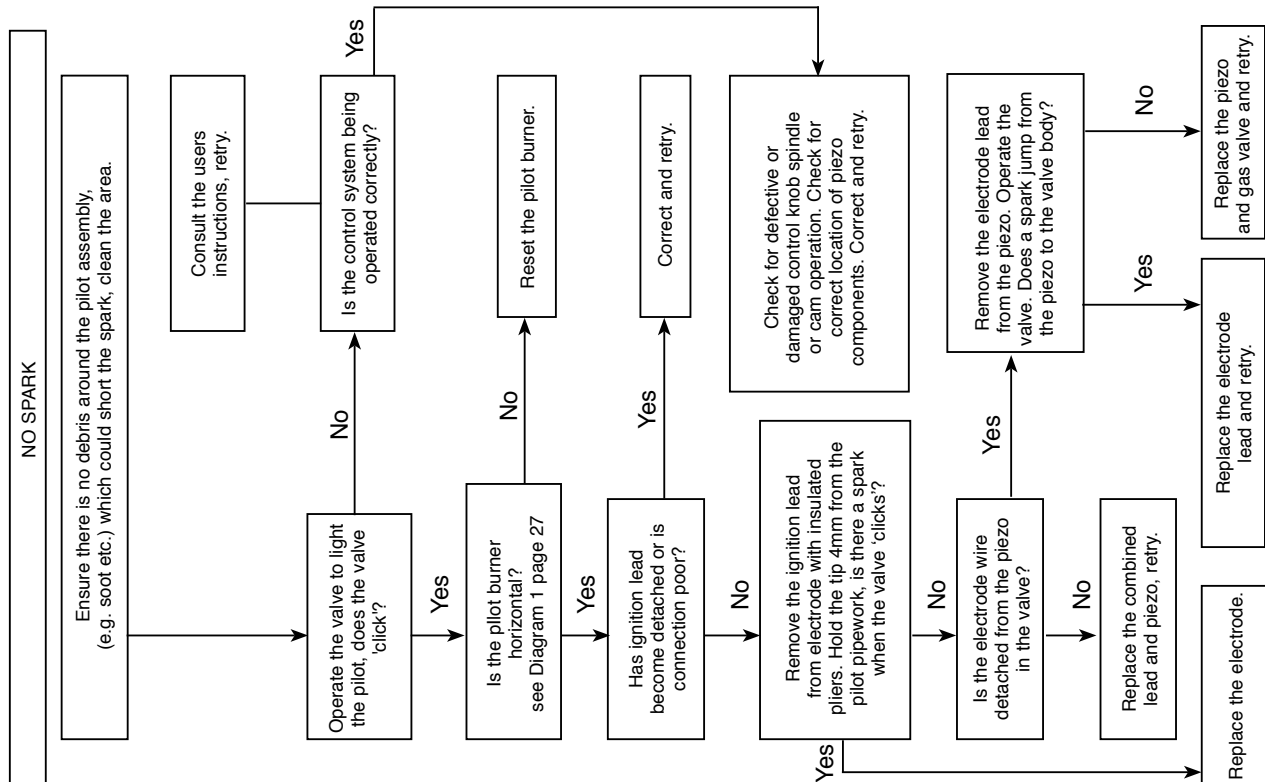 NO SPARK
Ensure there is no debris around the pilot assembly,
(e.g. soot etc.) which could short the spark, clean the area.
Consult the users
instructions, retry.
Operate the valve to light
the pilot, does the valve
'click'?
No
Is the control system being
operated correctly?
Yes
Yes
Is the pilot burner
horizontal?
see Diagram 1 page 27
No
Reset the pilot burner.
Yes
Has ignition lead
become detached or is
connection poor?
Yes
Correct and retry.
No
Remove the ignition lead
from electrode with insulated
pliers. Hold the tip 4mm from the
pilot pipework, is there a spark
when the valve ‘clicks’?
Check for defective or
damaged control knob spindle
or cam operation. Check for
correct location of piezo
components. Correct and retry.
Yes
No
Is the electrode wire
detached from the piezo
in the valve?
Yes
Remove the electrode lead
from the piezo. Operate the
valve. Does a spark jump from
the piezo to the valve body?
No
Replace the combined
lead and piezo, retry.
Yes
No
Replace the electrode.
Replace the electrode
lead and retry.
Replace the piezo
and gas valve and retry.